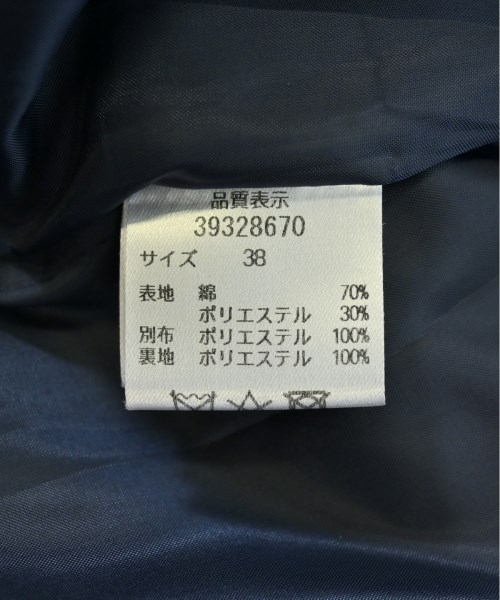 品質表示
39328670
サイズ 38
表地 綿 70%
ポリエステル 30%
別布 ポリエステル 100%
裏地 ポリエステル 100%